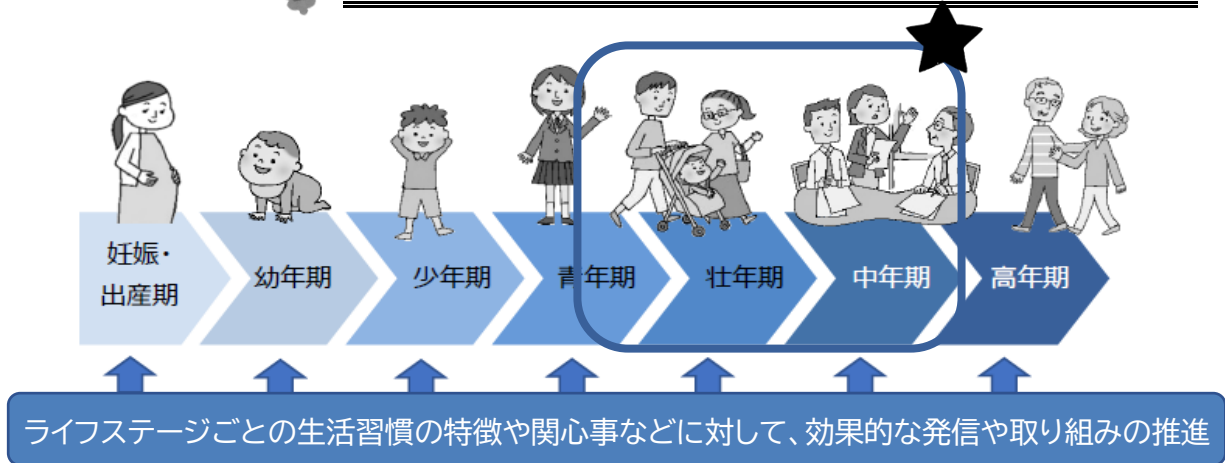 妊娠・
出産期
幼年期
少年期
青年期
壮年期
中年期
高年期
ライフステージごとの生活習慣の特徴や関心事などに対して、効果的な発信や取り組みの推進